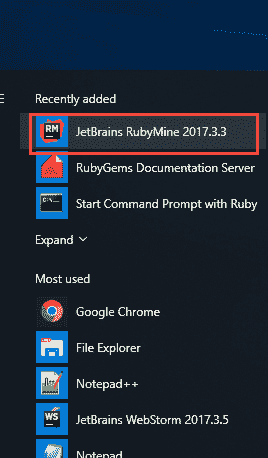 Recently added
RM JetBrains RubyMine 2017.3.3
RubyGems Documentation Server
Start Command Prompt with Ruby
Expand
Most used
Google Chrome
File Explorer
Notepad++
WS JetBrains WebStorm 2017.3.5
Notepad